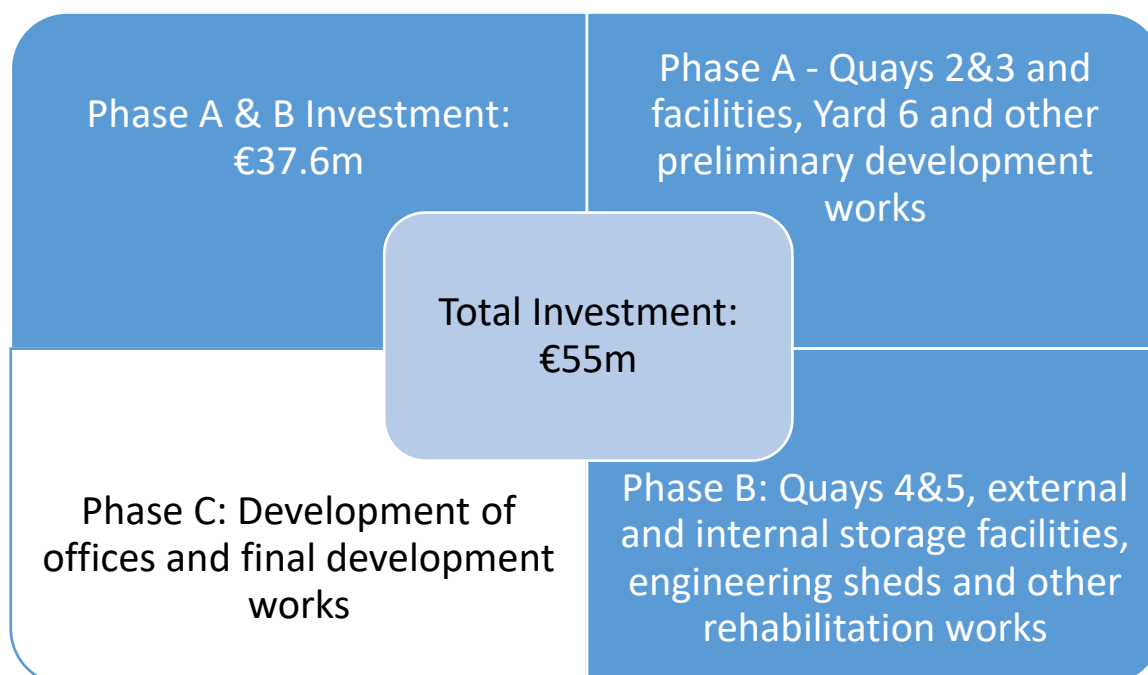 Phase A & B Investment:
€37.6m
Phase A - Quays 2&3 and
facilities, Yard 6 and other
preliminary development
works
Total Investment:
€55m
Phase C: Development of
offices and final development
works
Phase B: Quays 4&5, external
and internal storage facilities,
engineering sheds and other
rehabilitation works